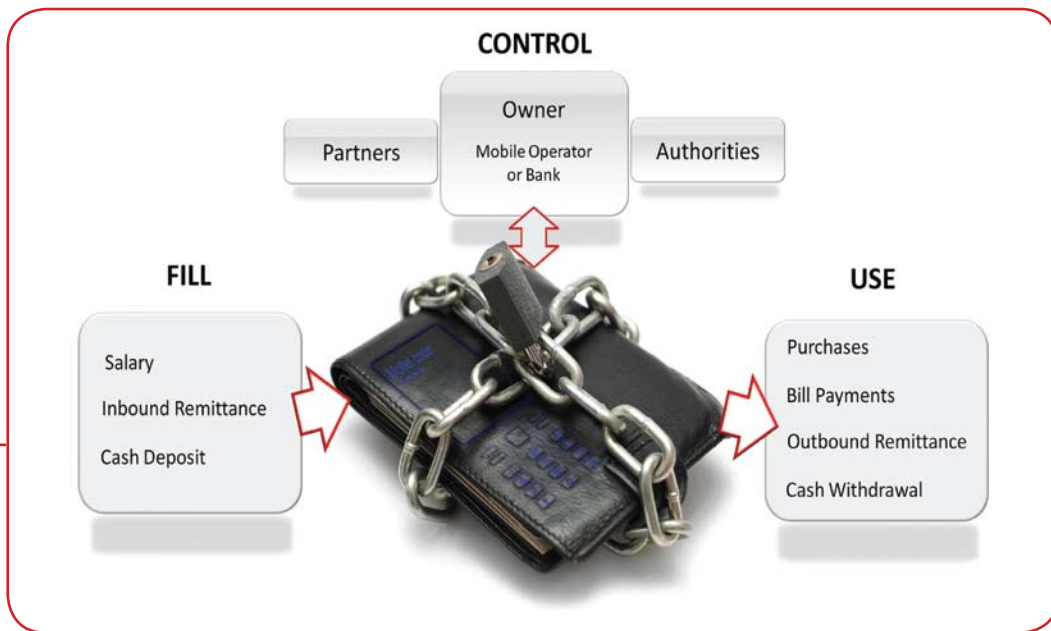 CONTROL
Owner
Mobile Operator
or Bank
Partners
Authorities
FILL
Salary
Inbound Remittance
Cash Deposit
USE
Purchases
Bill Payments
Outbound Remittance
Cash Withdrawal